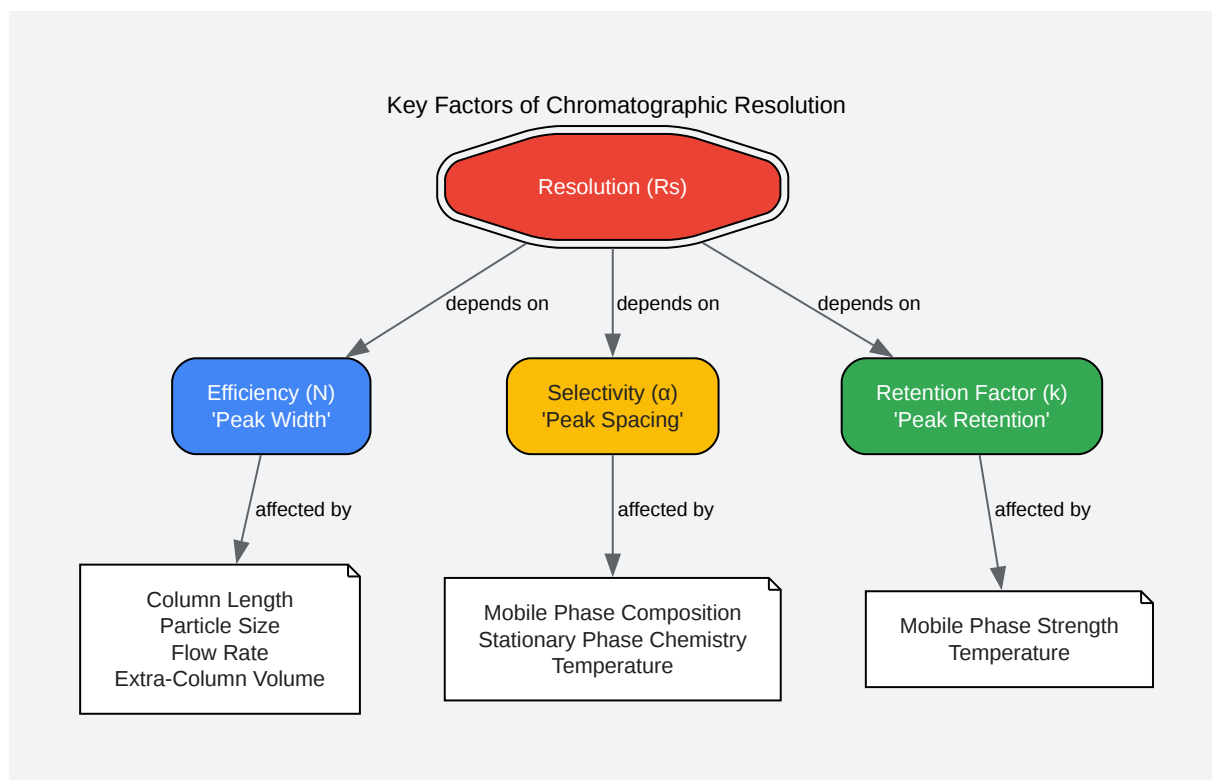 Key Factors of Chromatographic Resolution
Resolution (Rs)
depends on
depends on
depends on
Efficiency (N)
'Peak Width'
Selectivity (α)
'Peak Spacing'
Retention Factor (k)
'Peak Retention'
affected by
affected by
affected by
Column Length
Particle Size
Flow Rate
Extra-Column Volume
Mobile Phase Composition
Stationary Phase Chemistry
Temperature
Mobile Phase Strength
Temperature